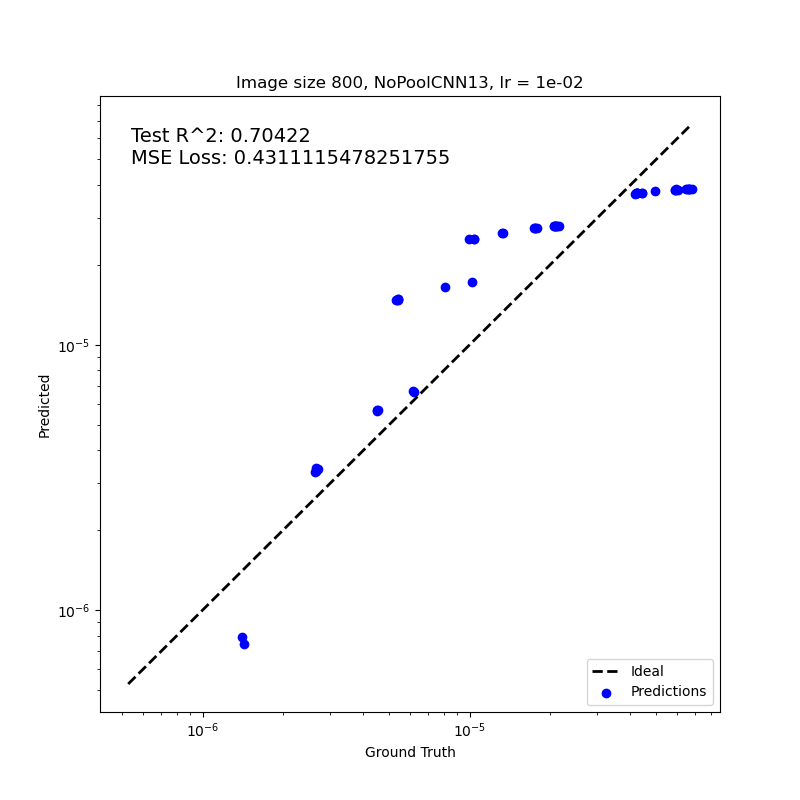 Image size 800, NoPoolCNN13, lr = 1e-02
Test R^2: 0.70422
MSE Loss: 0.4311115478251755
Predicted
10⁻⁵
10⁻⁶
Ideal
Predictions
10⁻⁶
10⁻⁵
Ground Truth